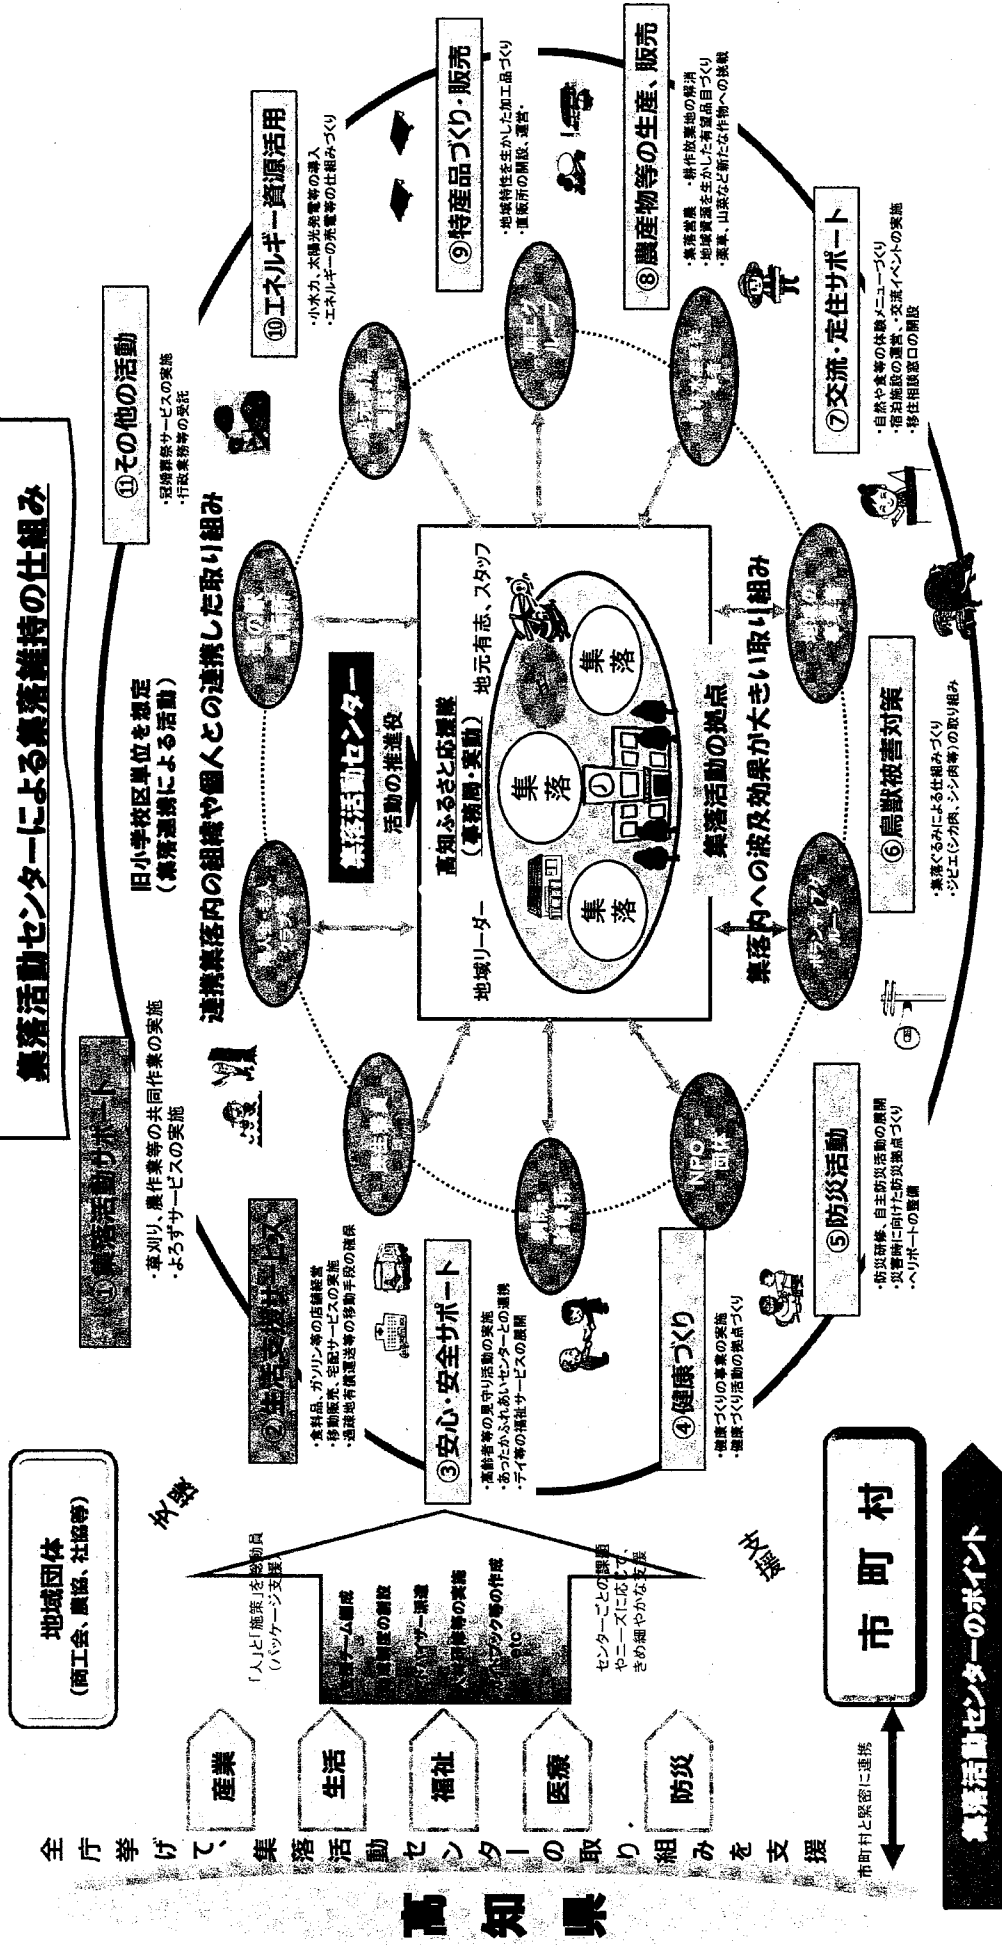 集落活動センターによる集落維持の仕組み
高知県
全庁挙げて、集落活動センターの取り組みを支援
産業
生活
福祉
医療
防災
市町村と緊密に連携
地域団体
(商工会、農協、社協等)
支援
「人」と「施策」を総動員
(パッケージ支援)
etc
センターごとの課題
やニーズに応じて、
きめ細やかな支援
支援
市町村
①集落活動サポート
・草刈り、農作業等の共同作業の実施
・よろずサービスの実施
②生活支援サービス
・食料品、ガソリン等の店舗経営
・移動販売、宅配サービスの実施
・過疎地有償運送等の移動手段の確保
③安心・安全サポート
・高齢者等の見守り活動の実施
・あったかふれあいセンターとの連携
・デイ等の福祉サービスの展開
④健康づくり
・健康づくりの事業の実施
・健康づくり活動の拠点づくり
⑤防災活動
・防災研修、自主防災活動の展開
・災害時に向けた防災拠点づくり
・ヘリポートの整備
⑥鳥獣被害対策
・集落ぐるみによる仕組みづくり
・ジビエ(シカ肉、シシ肉等)の取り組み
⑦交流・定住サポート
・自然や食等の体験メニューづくり
・宿泊施設の運営、・交流イベントの実施
・移住相談窓口の開設
⑧農産物等の生産、販売
・集落営農 ・耕作放棄地の解消
・地域資源を生かした有望品目づくり
・薬草、山菜など新たな作物への挑戦
⑨特産品づくり・販売
・地域特性を生かした加工品づくり
・直販所の開設、運営・
⑩エネルギー資源活用
・小水力、太陽光発電等の導入
・エネルギーの売電等の仕組みづくり
⑪その他の活動
・冠婚葬祭サービスの実施
・行政業務等の受託
旧小学校区単位を想定
(集落連携による活動)
連携集落内の組織や個人との連携した取り組み
集落活動センター
活動の推進役
高知ふるさと応援隊
(事務局・実動)
地域リーダー
地元有志、スタッフ
集落
集落
集落
集落活動の拠点
集落内への波及効果が大きい取り組み
NPO・
団体
集落活動センターのポイント